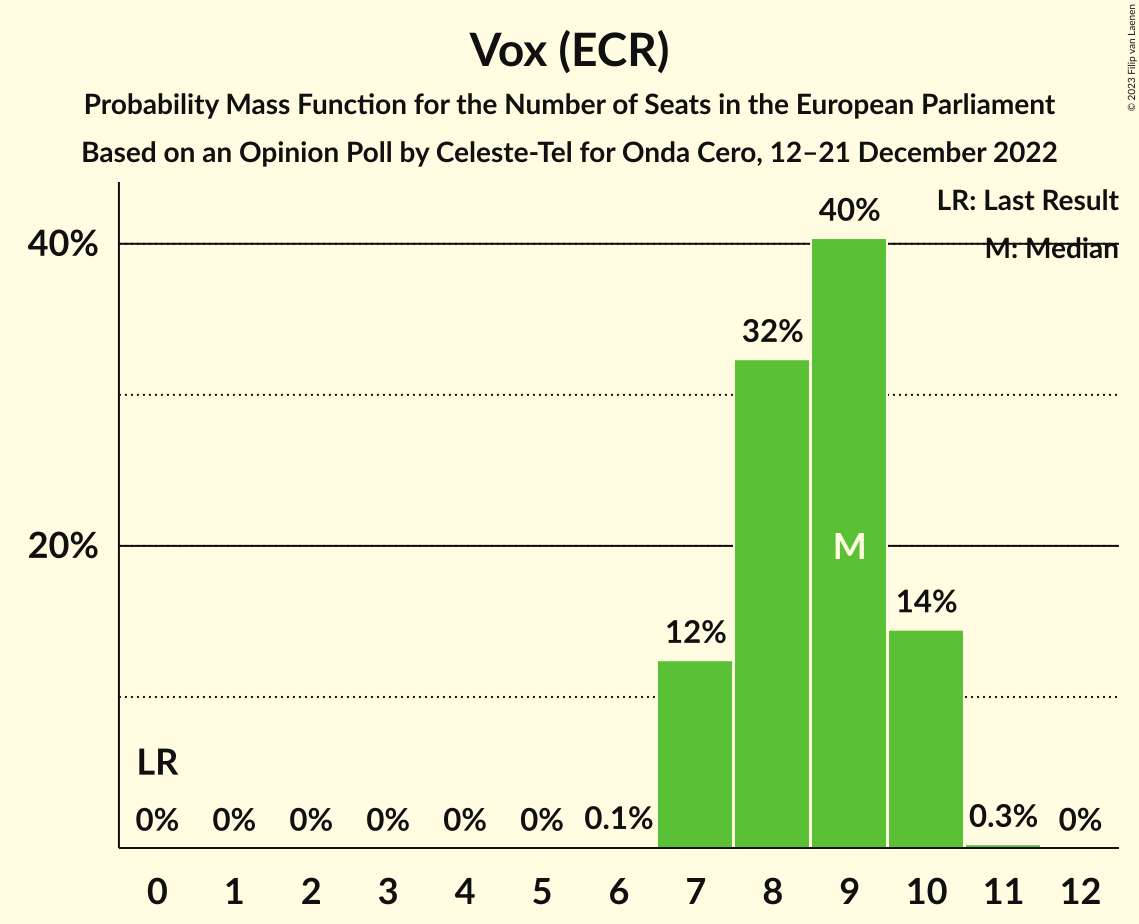 Vox (ECR)
Probability Mass Function for the Number of Seats in the European Parliament
Based on an Opinion Poll by Celeste-Tel for Onda Cero, 12–21 December 2022
© 2023 Filip van Laenen
LR: Last Result
M: Median
40%
20%
LR
0%
0%
0%
0%
0%
0%
0.1%
12%
32%
40%
M
14%
0.3%
0%
0 1 2 3 4 5 6 7 8 9 10 11 12